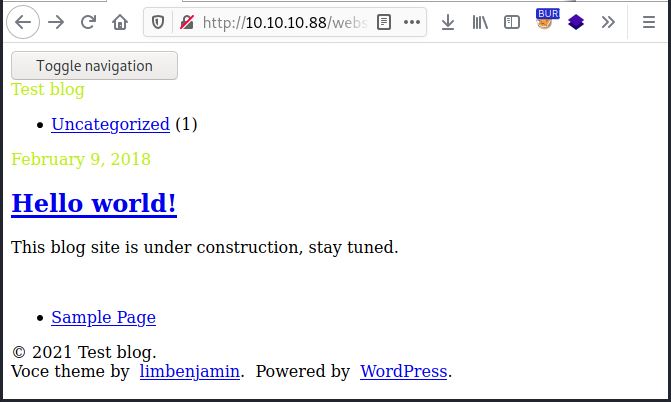 http://10.10.10.88/webs
BUR
Toggle navigation
Test blog
Uncategorized (1)
February 9, 2018
Hello world!
This blog site is under construction, stay tuned.
Sample Page
© 2021 Test blog.
Voce theme by limbenjamin. Powered by WordPress.